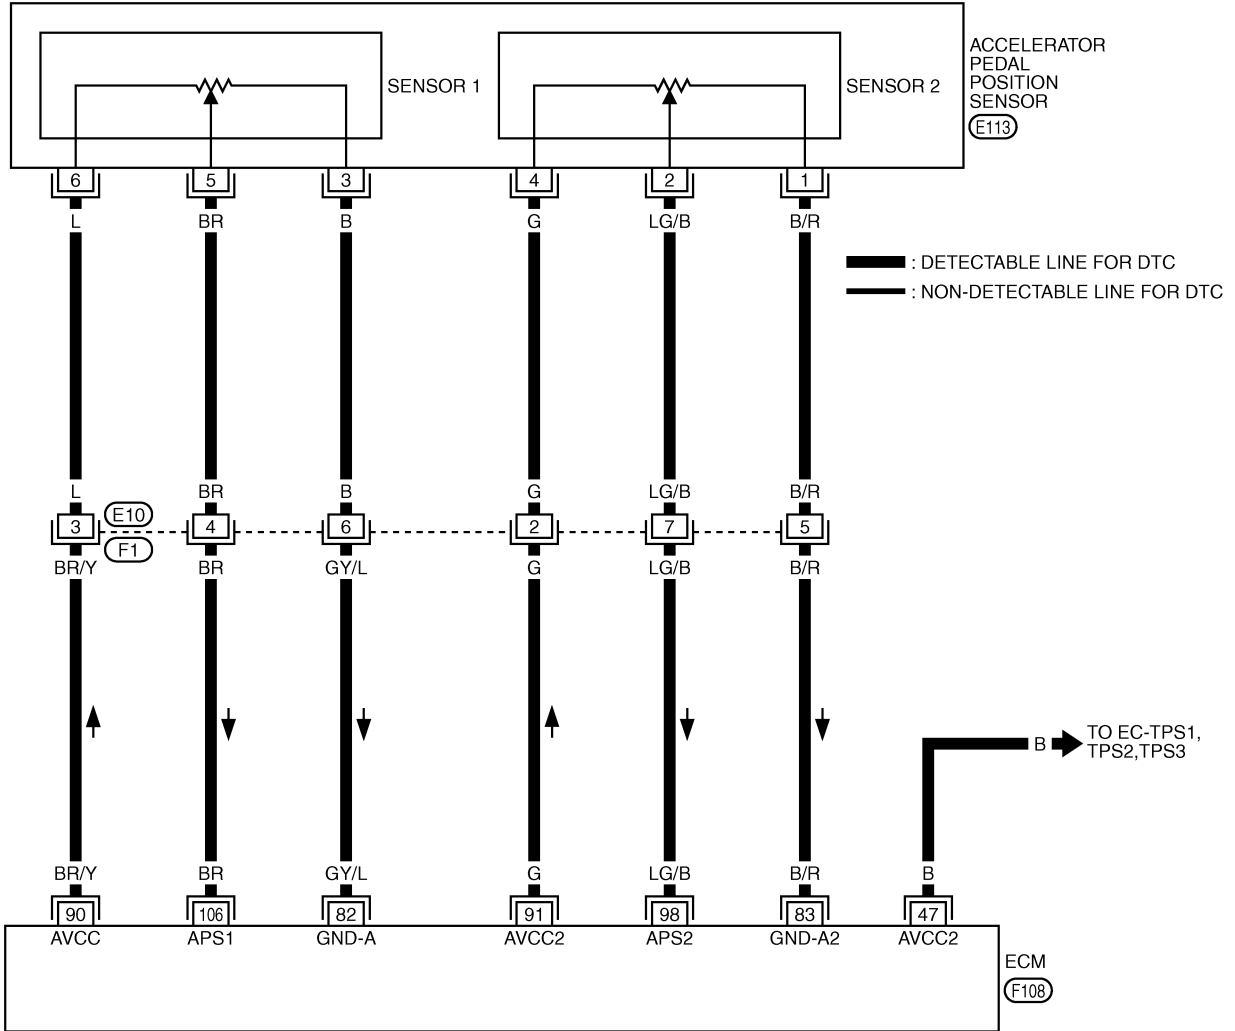 ACCELERATOR
PEDAL
POSITION
SENSOR
E113
SENSOR 1
SENSOR 2
6 5 3 4 2 1
L BR B G LG/B B/R
: DETECTABLE LINE FOR DTC
: NON-DETECTABLE LINE FOR DTC
L BR B G LG/B B/R
E10
3 4 6 2 7 5
F1
BR/Y BR GY/L G LG/B B/R
B
TO EC-TPS1,
TPS2,TPS3
BR/Y BR GY/L G LG/B B/R B
90 106 82 91 98 83 47
AVCC APS1 GND-A AVCC2 APS2 GND-A2 AVCC2
ECM
F108